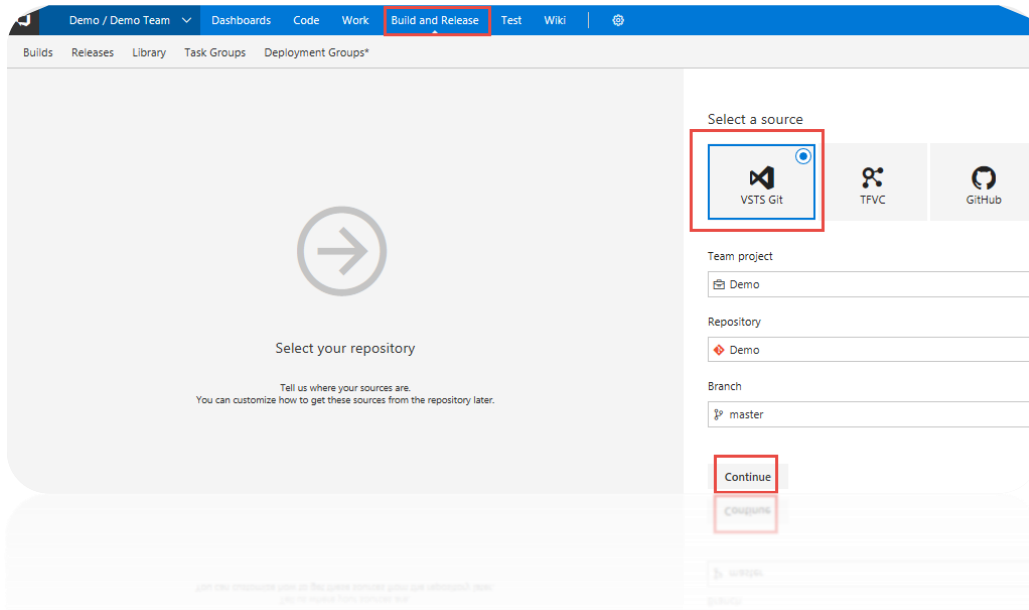 Demo / Demo Team Dashboards Code Work Build and Release Test Wiki
Builds Releases Library Task Groups Deployment Groups*
Select your repository
Tell us where your sources are.
You can customize how to get these sources from the repository later.
Select a source
VSTS Git TFVC GitHub
Team project
Demo
Repository
Demo
Branch
master
Continue